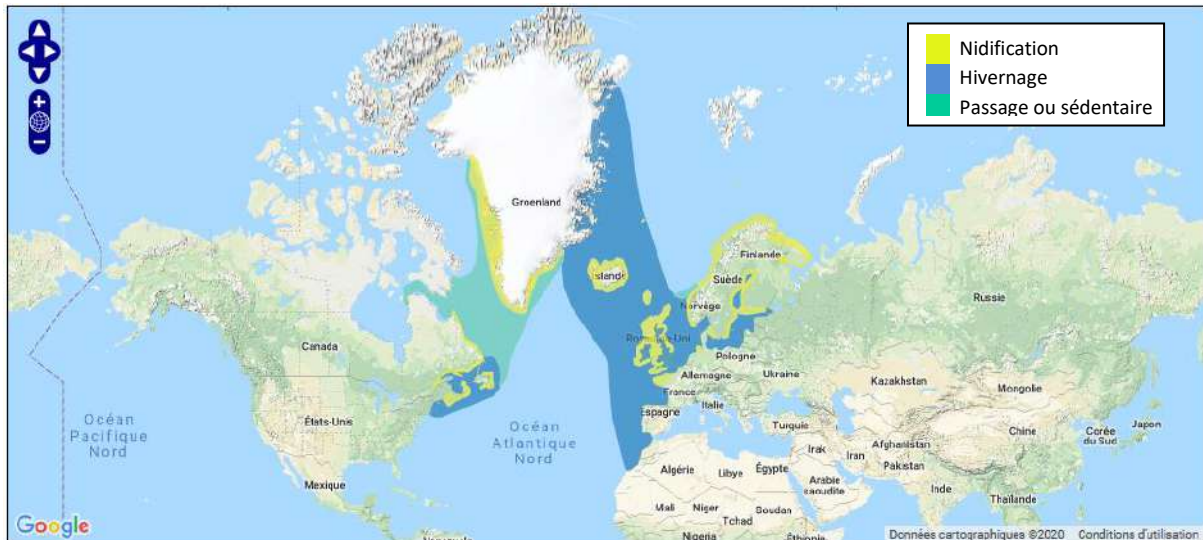 Nidification
Hivernage
Passage ou sédentaire
Groenland
Islande
Finlande
Suède
Norvège
Russie
Royaume-Uni
Canada
Pologne
Allemagne
Ukraine
France
Kazakhstan
Mongolie
Espagne
Italie
États-Unis
Océan
Pacifique
Nord
Océan
Atlantique
Nord
Turquie
Chine
Corée
du Sud
Japon
Irak
Iran
Afghanistan
Pakistan
Algérie
Libye
Égypte
Arabie
saoudite
Mexique
Inde
Mali
Niger
Soudan
Tchad
Thaïlande
Nigeria
Éthiopie
Google
Données cartographiques ©2020
Conditions d'utilisation